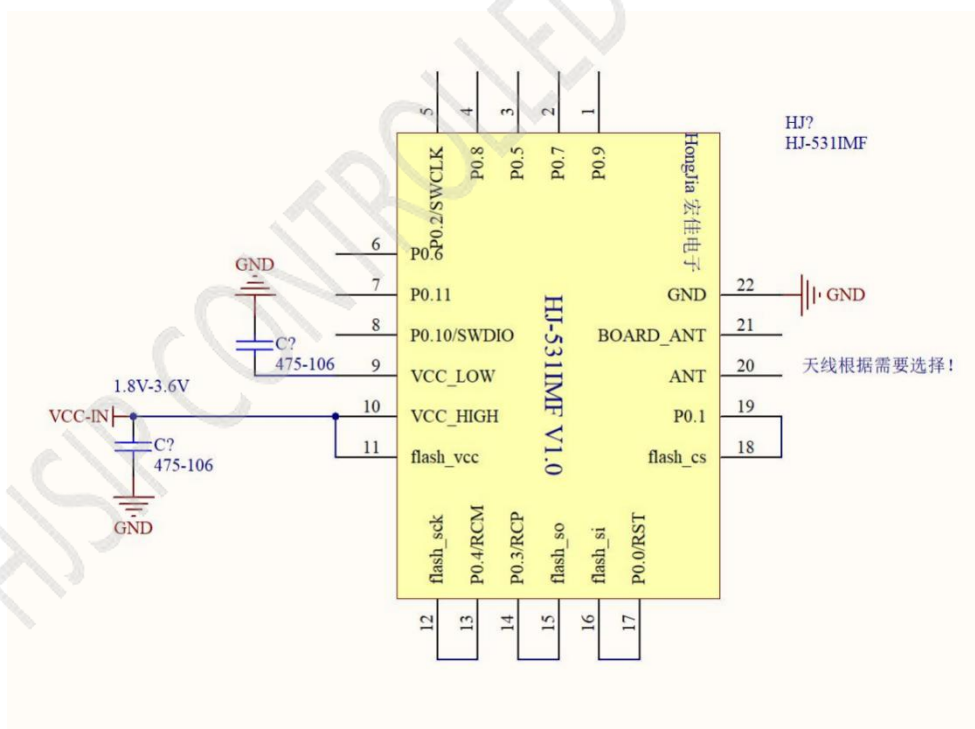 HJSIP CONTROLLED
5
4
3
2
1
P0.2/SWCLK
P0.8
P0.5
P0.7
P0.9
HongJia 宏佳电子
HJ?
HJ-531IMF
6 P0.6
7 P0.11
8 P0.10/SWDIO
9 VCC_LOW
10 VCC_HIGH
11 flash_vcc
GND
C?
475-106
1.8V-3.6V
VCC-IN
C?
475-106
GND
HJ-531IMF V1.0
GND 22 GND
BOARD_ANT 21
ANT 20
P0.1 19
flash_cs 18
天线根据需要选择!
flash_sck
P0.4/RCM
P0.3/RCP
flash_so
flash_si
P0.0/RST
12
13
14
15
16
17